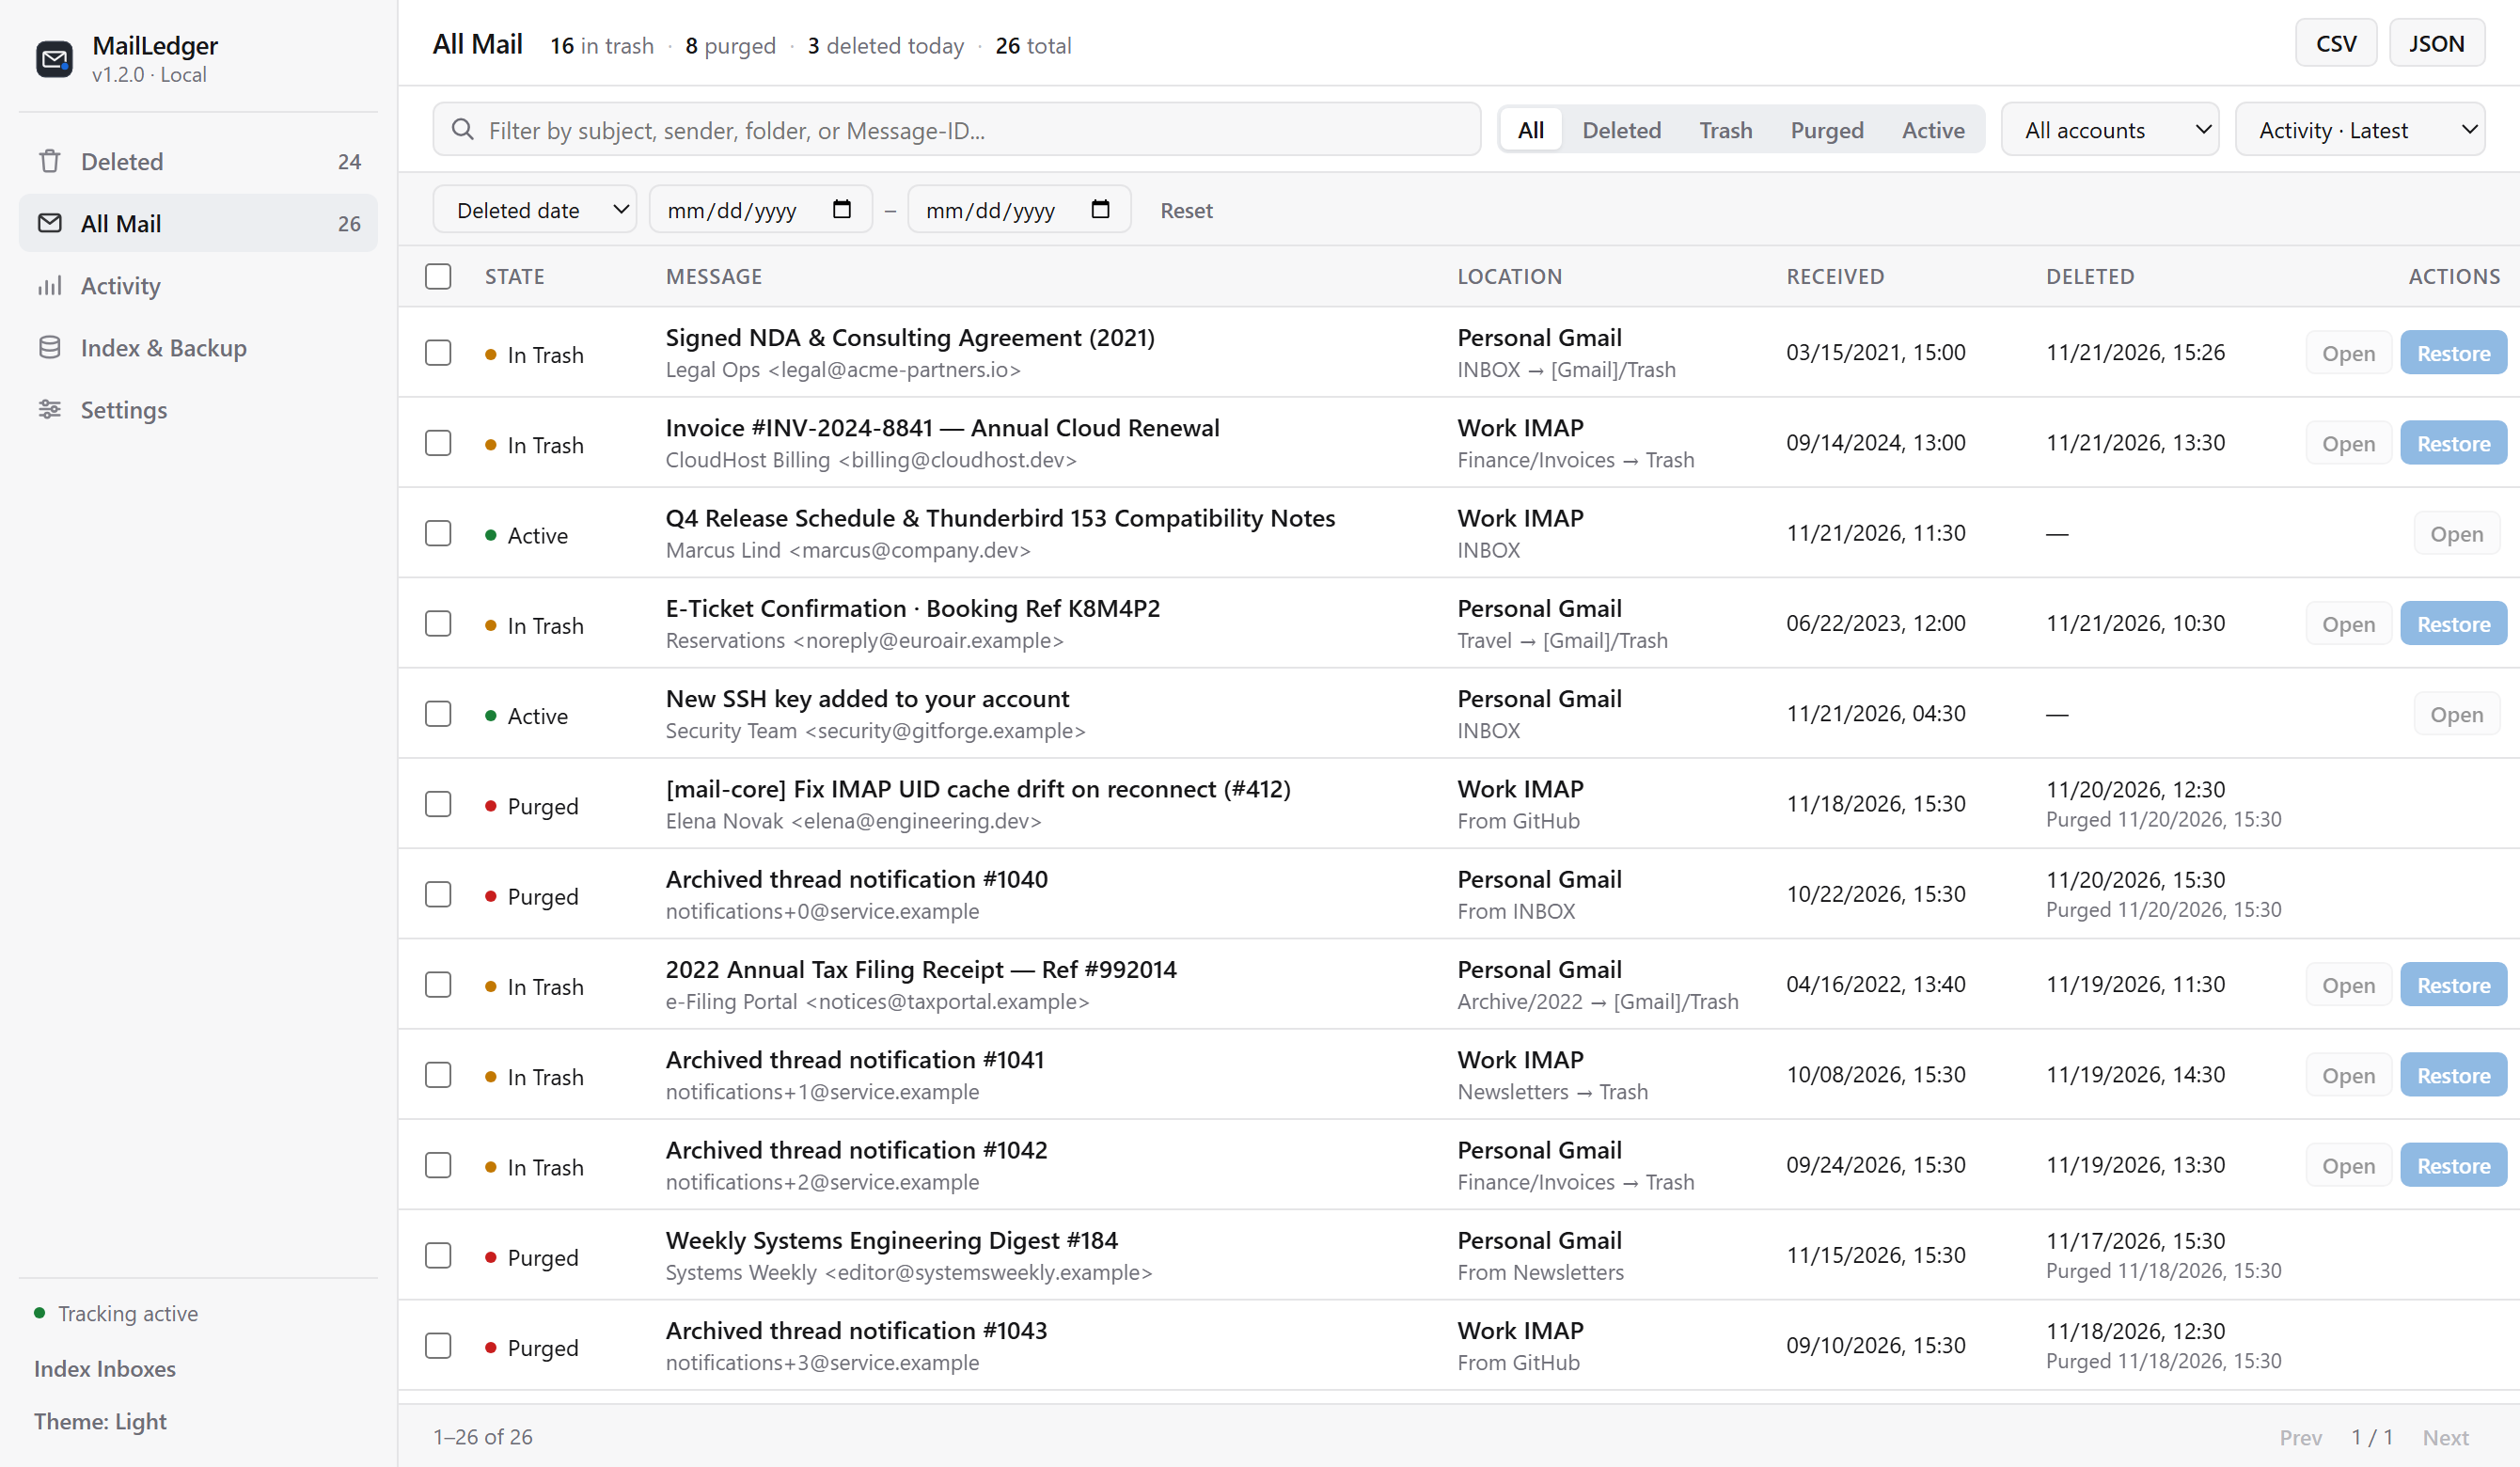 MailLedger
v1.2.0 · Local
Deleted 24
All Mail 26
Activity
Index & Backup
Settings
Tracking active
Index Inboxes
Theme: Light
All Mail 16 in trash · 8 purged · 3 deleted today · 26 total
CSV JSON
Filter by subject, sender, folder, or Message-ID...
All Deleted Trash Purged Active
All accounts
Activity · Latest
Deleted date mm/dd/yyyy – mm/dd/yyyy Reset
STATE MESSAGE LOCATION RECEIVED DELETED ACTIONS
In Trash Signed NDA & Consulting Agreement (2021) Personal Gmail 03/15/2021, 15:00 11/21/2026, 15:26 Open Restore
Legal Ops <legal@acme-partners.io> INBOX → [Gmail]/Trash
In Trash Invoice #INV-2024-8841 — Annual Cloud Renewal Work IMAP 09/14/2024, 13:00 11/21/2026, 13:30 Open Restore
CloudHost Billing <billing@cloudhost.dev> Finance/Invoices → Trash
Active Q4 Release Schedule & Thunderbird 153 Compatibility Notes Work IMAP 11/21/2026, 11:30 — Open
Marcus Lind <marcus@company.dev> INBOX
In Trash E-Ticket Confirmation · Booking Ref K8M4P2 Personal Gmail 06/22/2023, 12:00 11/21/2026, 10:30 Open Restore
Reservations <noreply@euroair.example> Travel → [Gmail]/Trash
Active New SSH key added to your account Personal Gmail 11/21/2026, 04:30 — Open
Security Team <security@gitforge.example> INBOX
Purged [mail-core] Fix IMAP UID cache drift on reconnect (#412) Work IMAP 11/18/2026, 15:30 11/20/2026, 12:30
Elena Novak <elena@engineering.dev> From GitHub Purged 11/20/2026, 15:30
Purged Archived thread notification #1040 Personal Gmail 10/22/2026, 15:30 11/20/2026, 15:30
notifications+0@service.example From INBOX Purged 11/20/2026, 15:30
In Trash 2022 Annual Tax Filing Receipt — Ref #992014 Personal Gmail 04/16/2022, 13:40 11/19/2026, 11:30 Open Restore
e-Filing Portal <notices@taxportal.example> Archive/2022 → [Gmail]/Trash
In Trash Archived thread notification #1041 Work IMAP 10/08/2026, 15:30 11/19/2026, 14:30 Open Restore
notifications+1@service.example Newsletters → Trash
In Trash Archived thread notification #1042 Personal Gmail 09/24/2026, 15:30 11/19/2026, 13:30 Open Restore
notifications+2@service.example Finance/Invoices → Trash
Purged Weekly Systems Engineering Digest #184 Personal Gmail 11/15/2026, 15:30 11/17/2026, 15:30
Systems Weekly <editor@systemsweekly.example> From Newsletters Purged 11/18/2026, 15:30
Purged Archived thread notification #1043 Work IMAP 09/10/2026, 15:30 11/18/2026, 12:30
notifications+3@service.example From GitHub Purged 11/18/2026, 15:30
1–26 of 26 Prev 1 / 1 Next